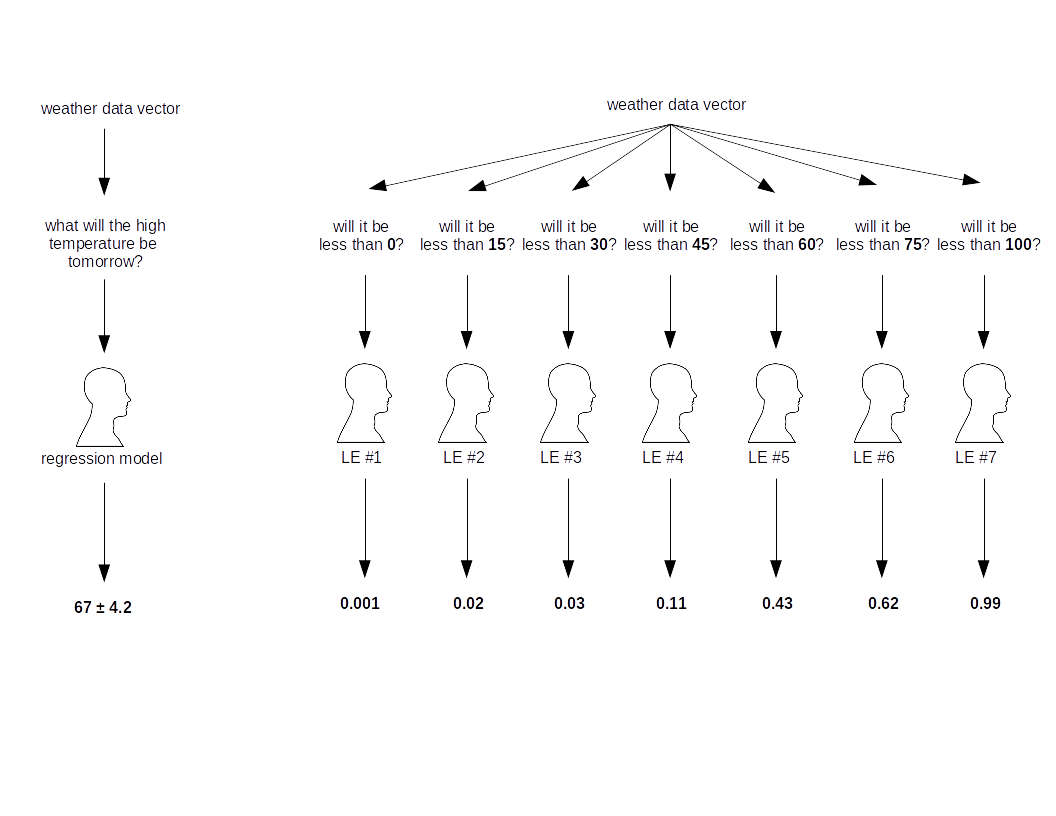 weather data vector
what will the high
temperature be
tomorrow?
regression model
67 ± 4.2
weather data vector
will it be
less than 0?
will it be
less than 15?
will it be
less than 30?
will it be
less than 45?
will it be
less than 60?
will it be
less than 75?
will it be
less than 100?
LE #1
LE #2
LE #3
LE #4
LE #5
LE #6
LE #7
0.001
0.02
0.03
0.11
0.43
0.62
0.99